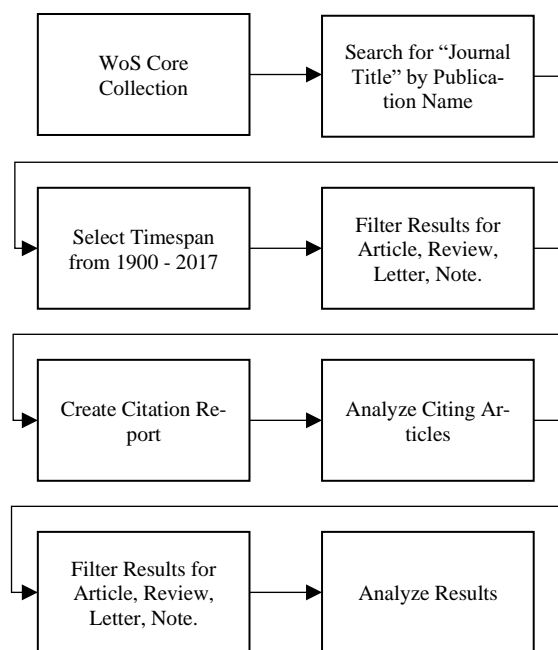 WoS Core
Collection
Search for “Journal
Title” by Publica-
tion Name
Select Timespan
from 1900 - 2017
Filter Results for
Article, Review,
Letter, Note.
Create Citation Re-
port
Analyze Citing Ar-
ticles
Filter Results for
Article, Review,
Letter, Note.
Analyze Results